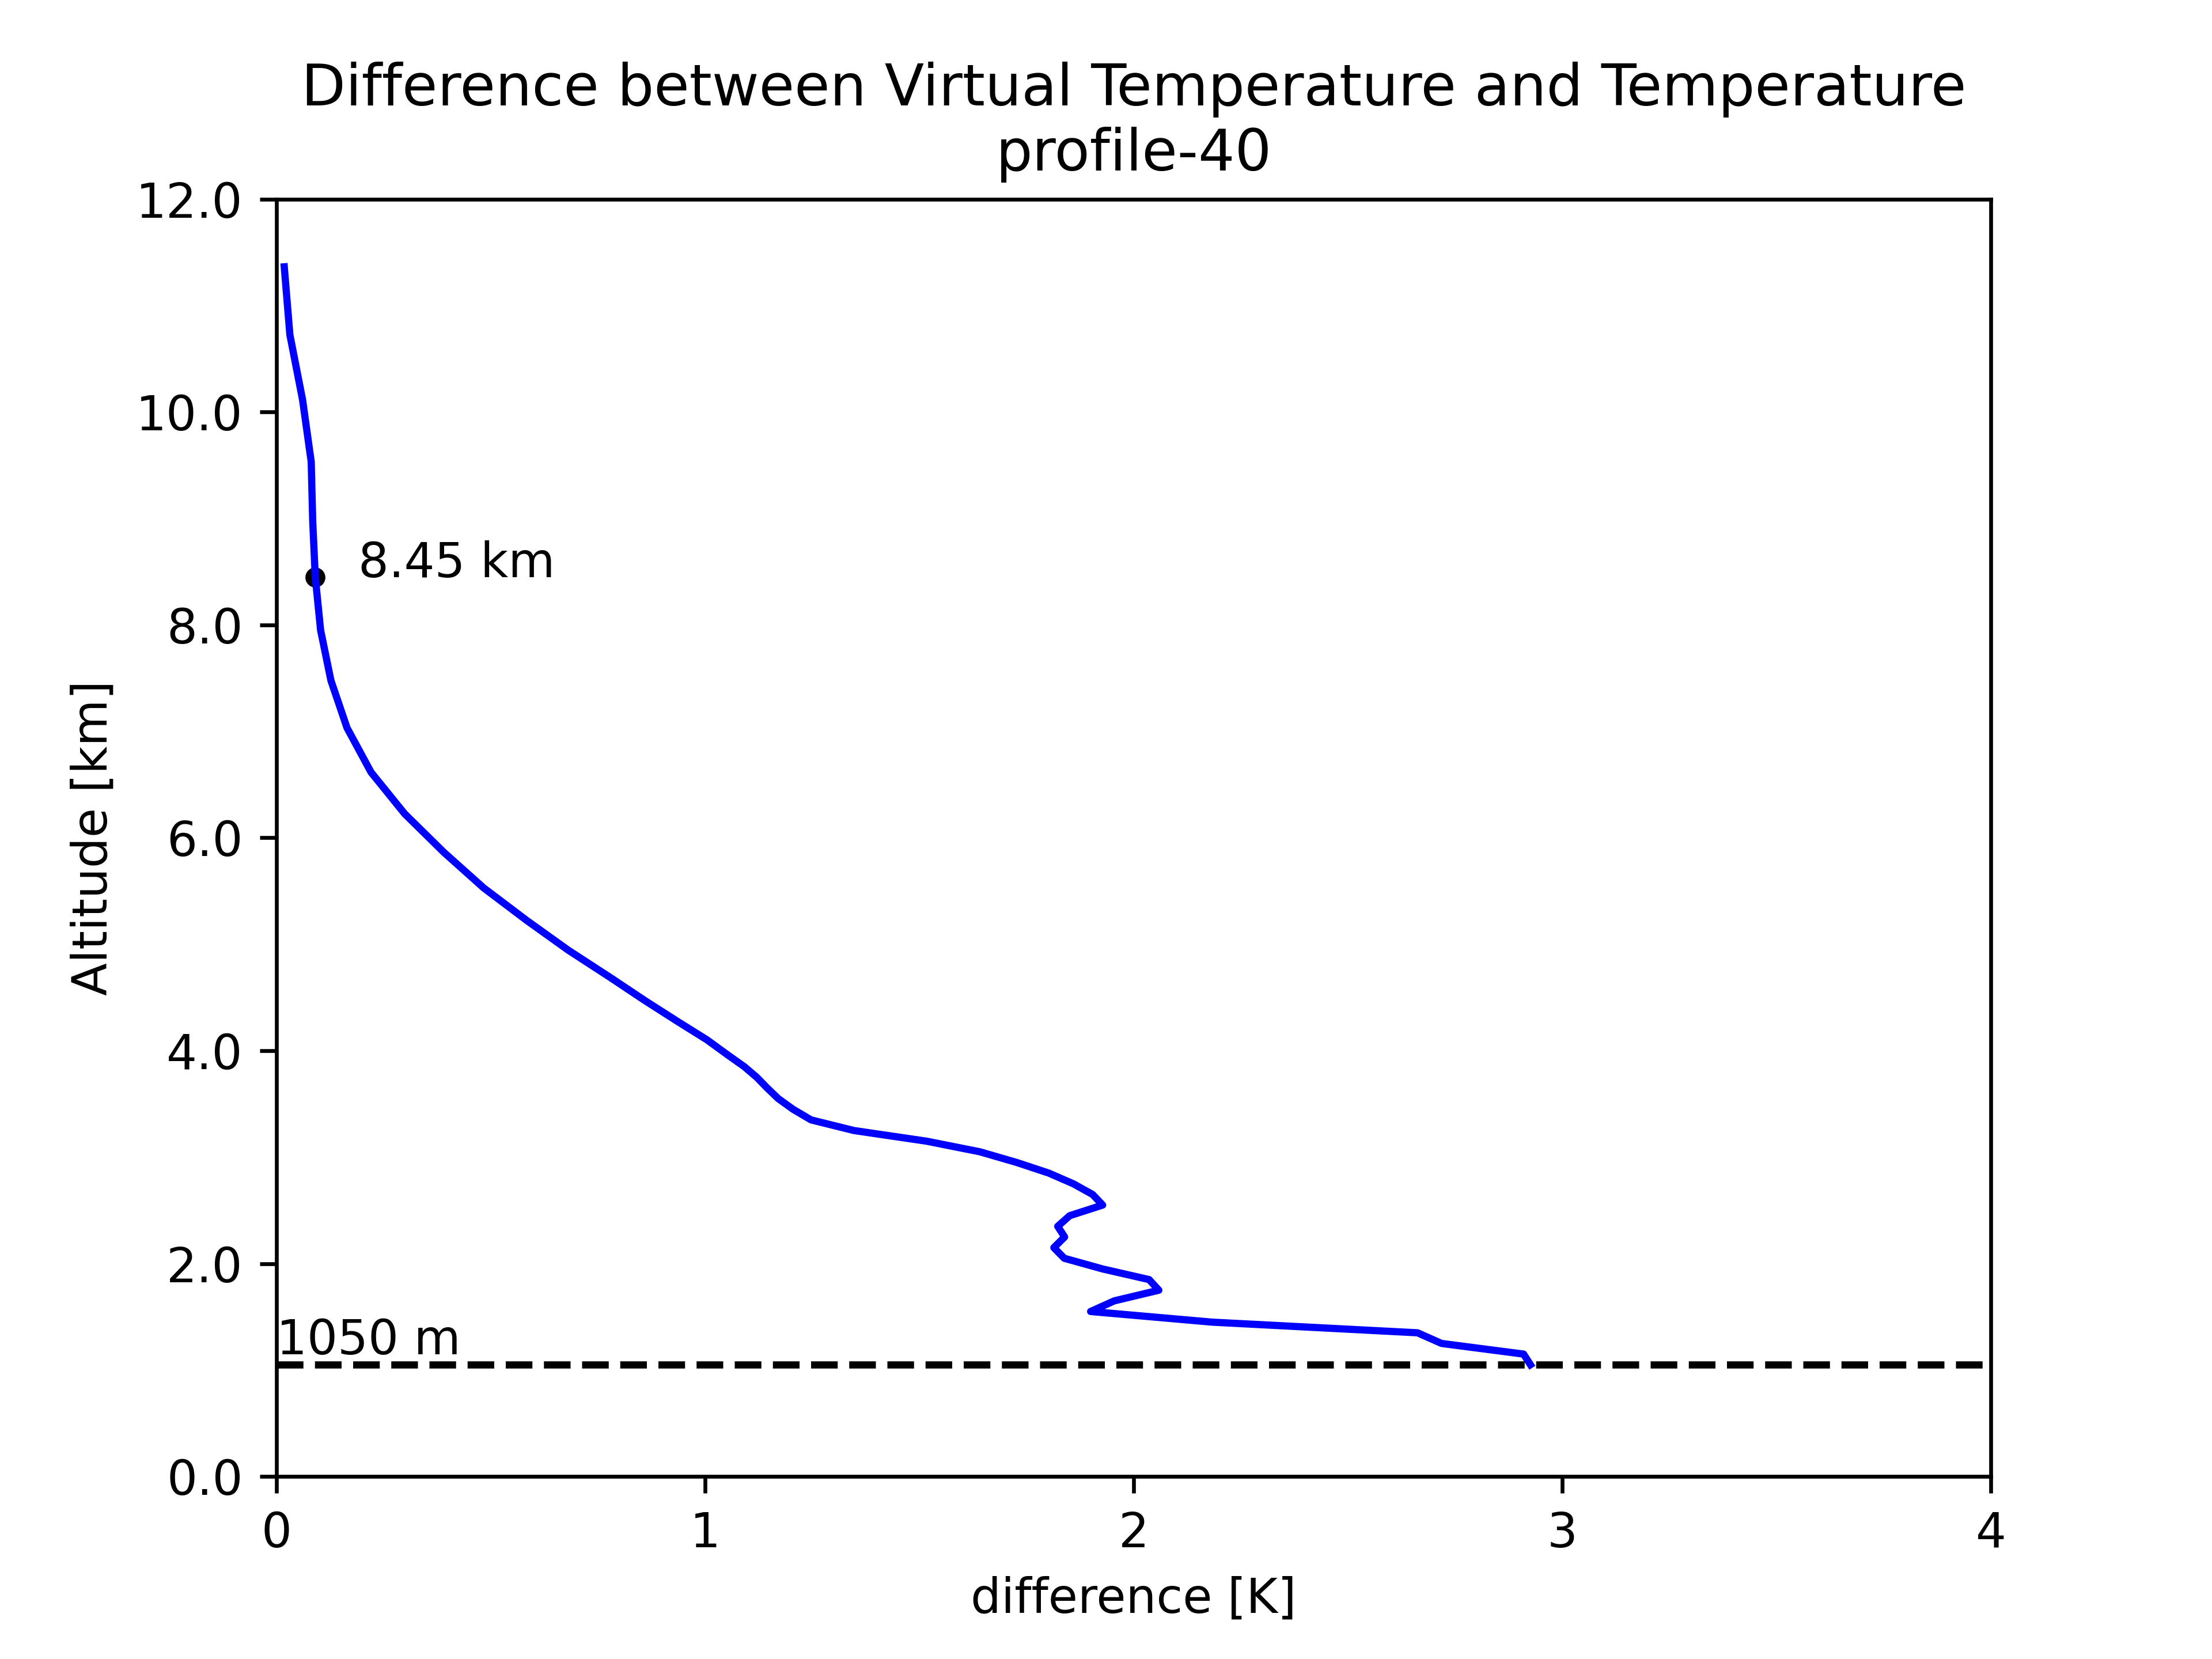 Difference between Virtual Temperature and Temperature
profile-40
12.0
10.0
8.45 km
8.0
Altitude [km]
6.0
4.0
2.0
1050 m
0.0
0 1 2 3 4
difference [K]